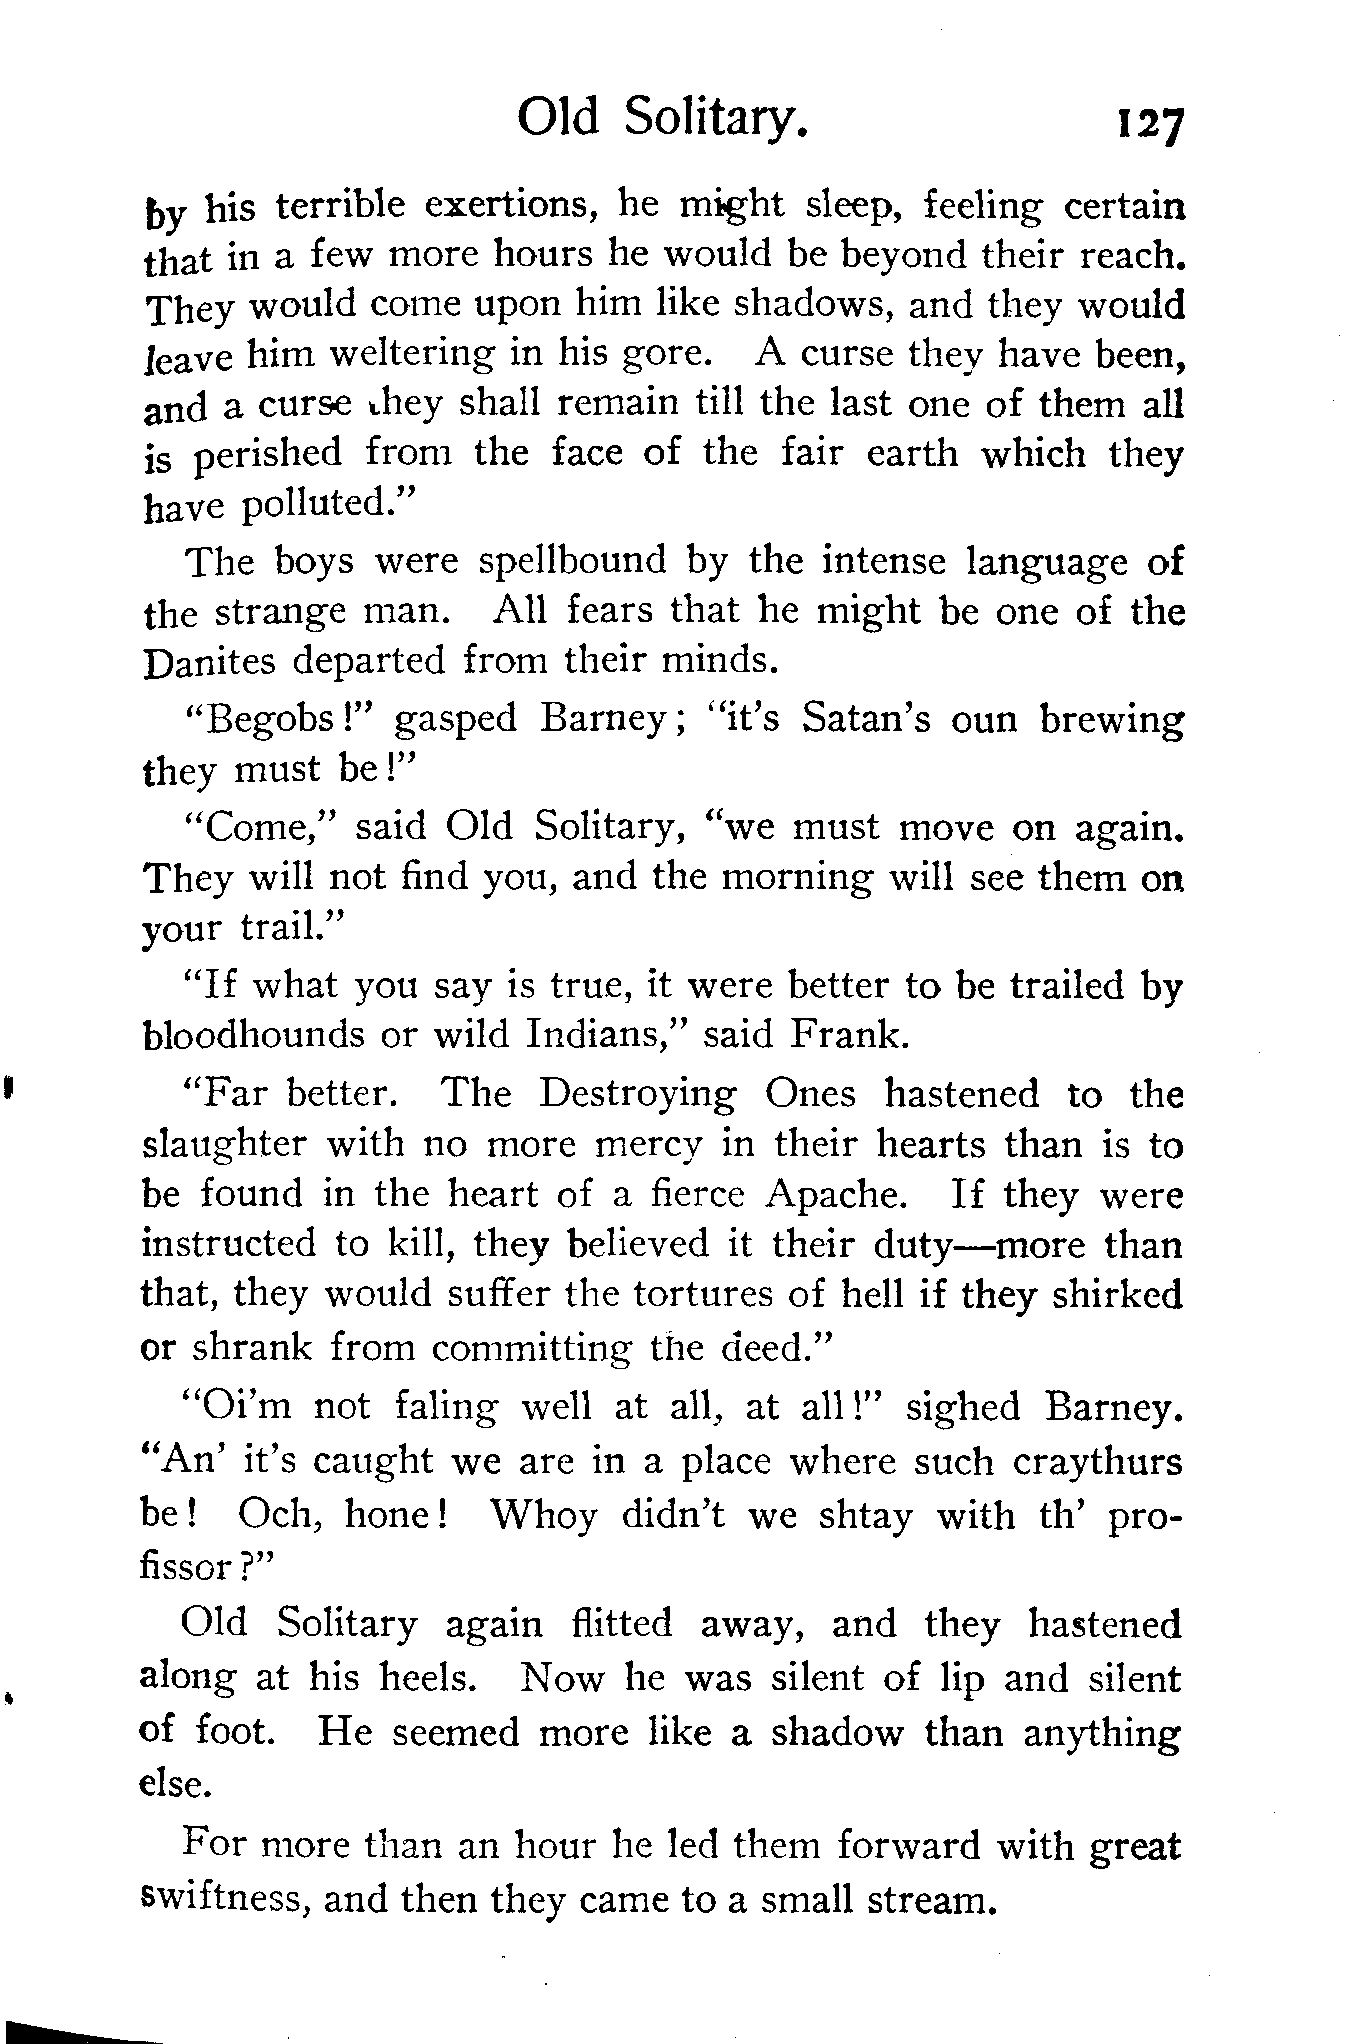 Old Solitary. 127
by his terrible exertions, he might sleep, feeling certain
that in a few more hours he would be beyond their reach.
They would come upon him like shadows, and they would
leave him weltering in his gore. A curse they have been,
and a curse they shall remain till the last one of them all
is perished from the face of the fair earth which they
have polluted.”
The boys were spellbound by the intense language of
the strange man. All fears that he might be one of the
Danites departed from their minds.
“Begobs!” gasped Barney; “it’s Satan’s oun brewing
they must be!”
“Come,” said Old Solitary, “we must move on again.
They will not find you, and the morning will see them on
your trail.”
“If what you say is true, it were better to be trailed by
bloodhounds or wild Indians,” said Frank.
“Far better. The Destroying Ones hastened to the
slaughter with no more mercy in their hearts than is to
be found in the heart of a fierce Apache. If they were
instructed to kill, they believed it their duty—more than
that, they would suffer the tortures of hell if they shirked
or shrank from committing the deed.”
“Oi’m not faling well at all, at all!” sighed Barney.
“An’ it’s caught we are in a place where such craythurs
be! Och, hone! Whoy didn’t we shtay with th’ pro-
fissor?”
Old Solitary again flitted away, and they hastened
along at his heels. Now he was silent of lip and silent
of foot. He seemed more like a shadow than anything
else.
For more than an hour he led them forward with great
swiftness, and then they came to a small stream.